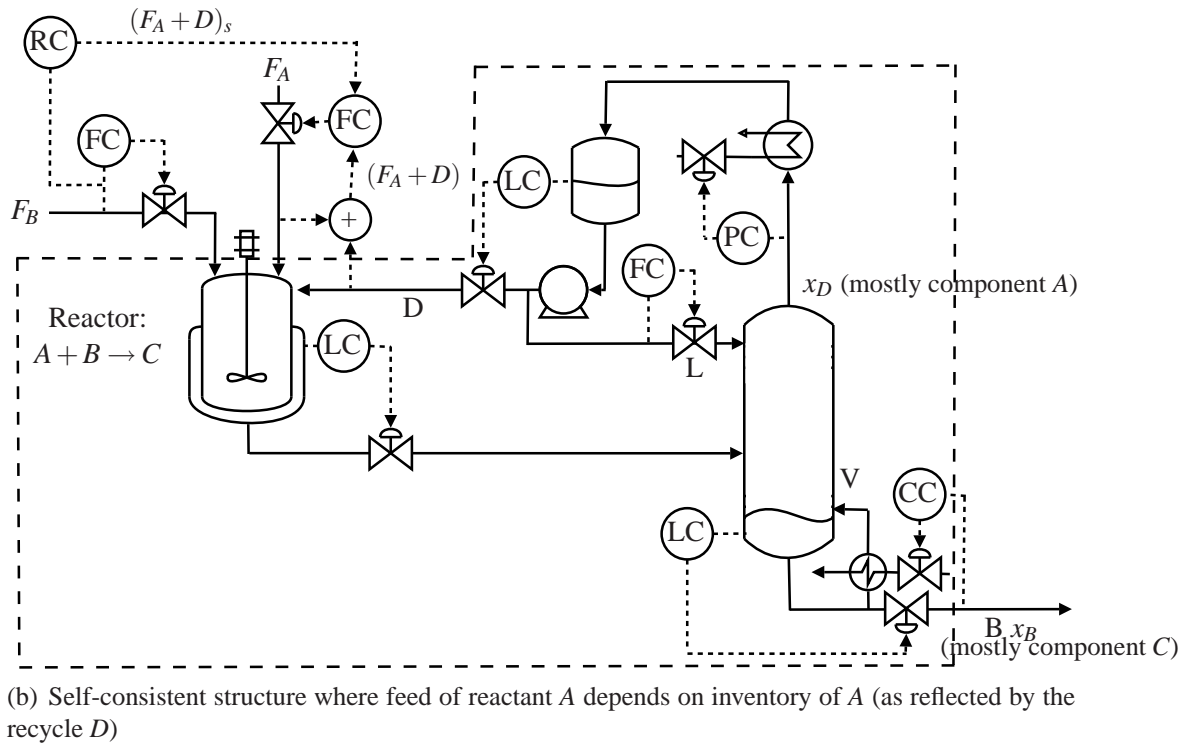 RC
(F_A + D)_s
F_A
FC
FC
(F_A + D)
LC
PC
F_B
+
FC
D
x_D (mostly component A)
Reactor:
A + B → C
LC
L
V
CC
LC
B x_B
(mostly component C)
(b) Self-consistent structure where feed of reactant A depends on inventory of A (as reflected by the
recycle D)